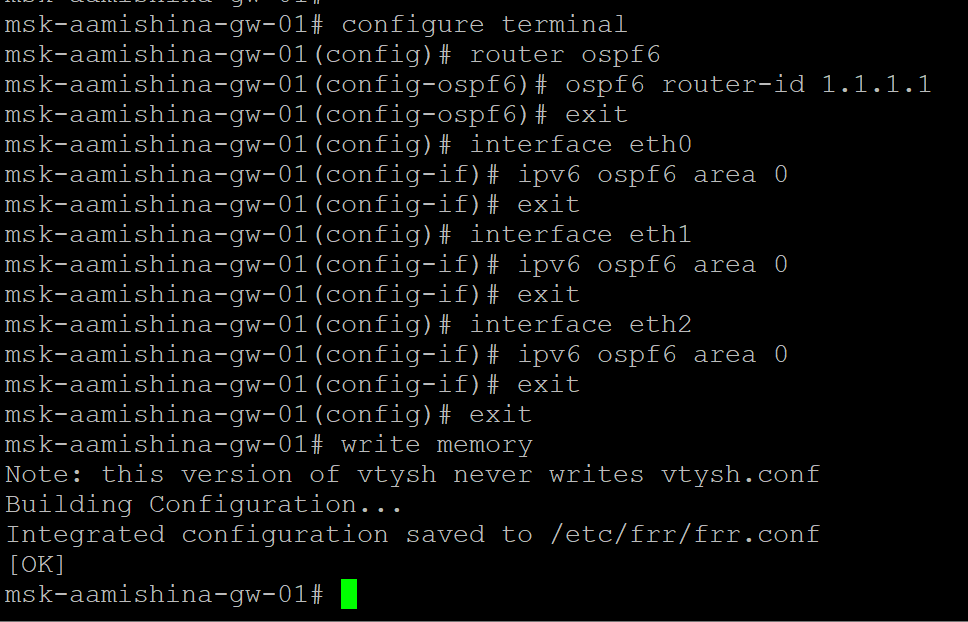 msk-aamishina-gw-01#
msk-aamishina-gw-01# configure terminal
msk-aamishina-gw-01(config)# router ospf6
msk-aamishina-gw-01(config-ospf6)# ospf6 router-id 1.1.1.1
msk-aamishina-gw-01(config-ospf6)# exit
msk-aamishina-gw-01(config)# interface eth0
msk-aamishina-gw-01(config-if)# ipv6 ospf6 area 0
msk-aamishina-gw-01(config-if)# exit
msk-aamishina-gw-01(config)# interface eth1
msk-aamishina-gw-01(config-if)# ipv6 ospf6 area 0
msk-aamishina-gw-01(config-if)# exit
msk-aamishina-gw-01(config)# interface eth2
msk-aamishina-gw-01(config-if)# ipv6 ospf6 area 0
msk-aamishina-gw-01(config-if)# exit
msk-aamishina-gw-01(config)# exit
msk-aamishina-gw-01# write memory
Note: this version of vtysh never writes vtysh.conf
Building Configuration...
Integrated configuration saved to /etc/frr/frr.conf
[OK]
msk-aamishina-gw-01#